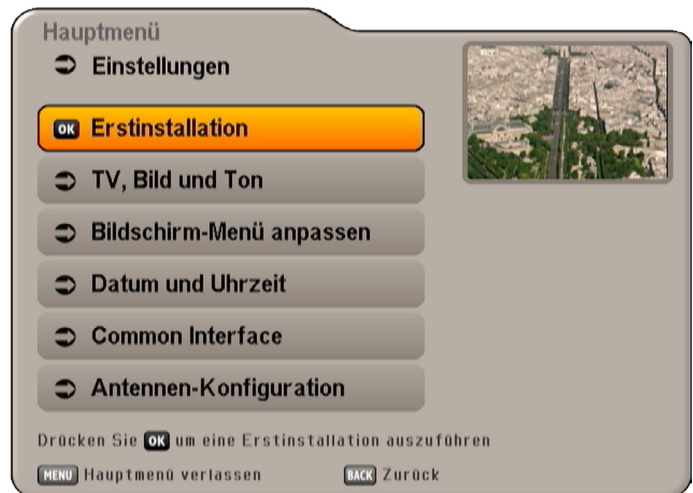 Hauptmenü
Einstellungen
OK Erstinstallation
TV, Bild und Ton
Bildschirm-Menü anpassen
Datum und Uhrzeit
Common Interface
Antennen-Konfiguration
Drücken Sie OK um eine Erstinstallation auszuführen
MENU Hauptmenü verlassen BACK Zurück